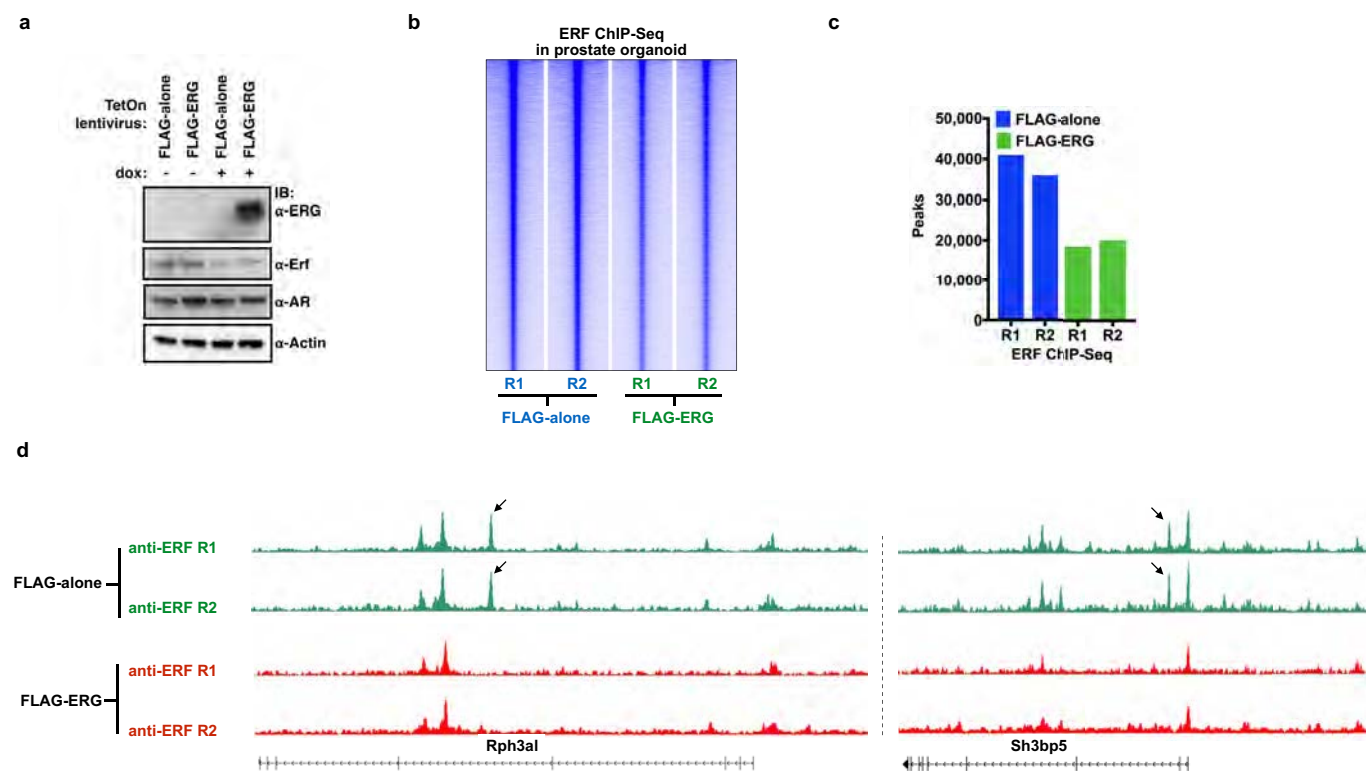 a
TetOn
lentivirus:
FLAG-alone
FLAG-ERG
FLAG-alone
FLAG-ERG
dox: - - + +
IB:
α-ERG
α-Erf
α-AR
α-Actin
b
ERF ChIP-Seq
in prostate organoid
R1 R2 R1 R2
FLAG-alone FLAG-ERG
c
FLAG-alone
FLAG-ERG
Peaks
50,000
40,000
30,000
20,000
10,000
0
R1 R2 R1 R2
ERF ChIP-Seq
d
FLAG-alone
anti-ERF R1
anti-ERF R2
FLAG-ERG
anti-ERF R1
anti-ERF R2
Rph3al
Sh3bp5